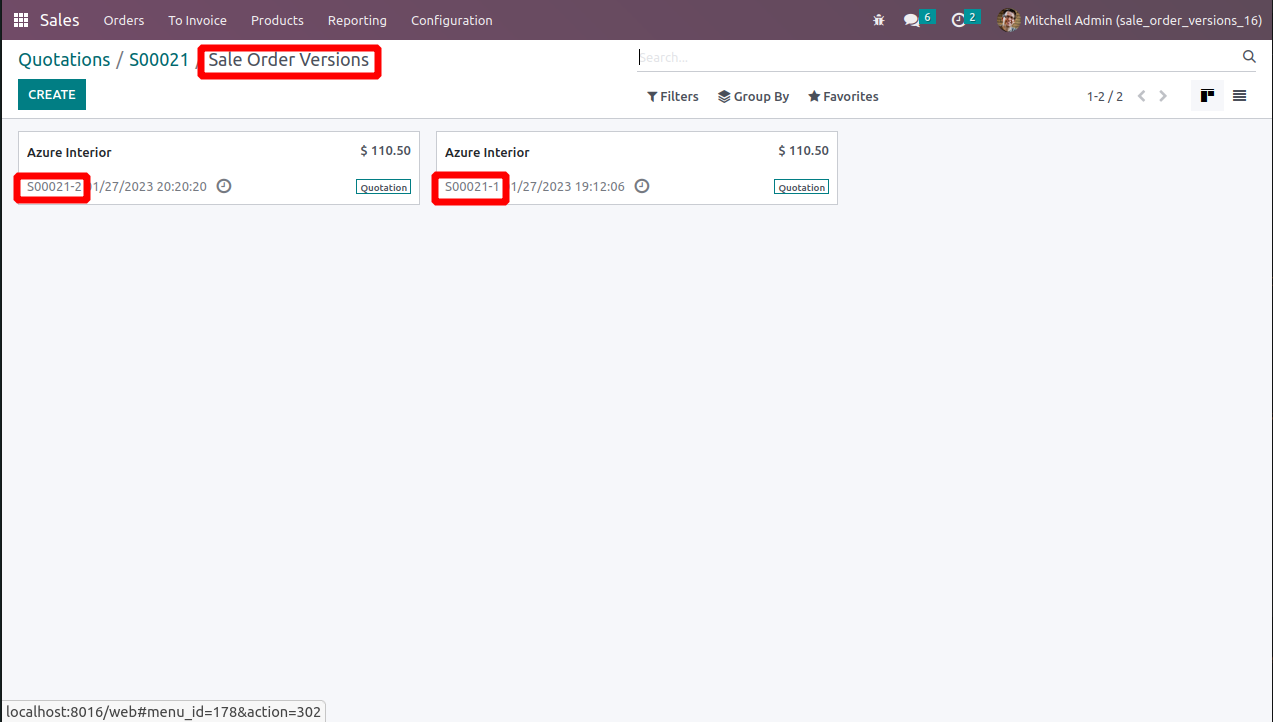 Sales Orders To Invoice Products Reporting Configuration 6 2 Mitchell Admin (sale_order_versions_16)
Quotations / S00021 / Sale Order Versions
Search...
CREATE
Filters Group By Favorites 1-2 / 2
Azure Interior $ 110.50
S00021-2 01/27/2023 20:20:20 Quotation
Azure Interior $ 110.50
S00021-1 1/27/2023 19:12:06 Quotation
localhost:8016/web#menu_id=178&action=302